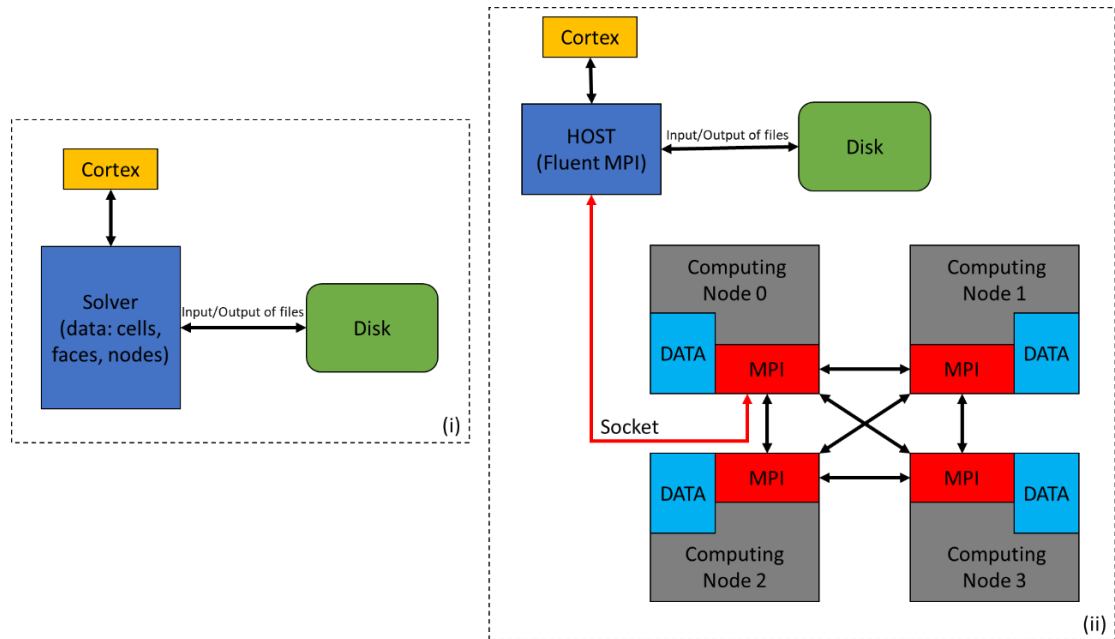 Cortex
Solver
(data: cells,
faces, nodes)
Input/Output of files
Disk
(i)
Cortex
HOST
(Fluent MPI)
Input/Output of files
Disk
Computing
Node 0
DATA
MPI
Computing
Node 1
MPI
DATA
Socket
DATA
MPI
Computing
Node 2
MPI
DATA
Computing
Node 3
(ii)